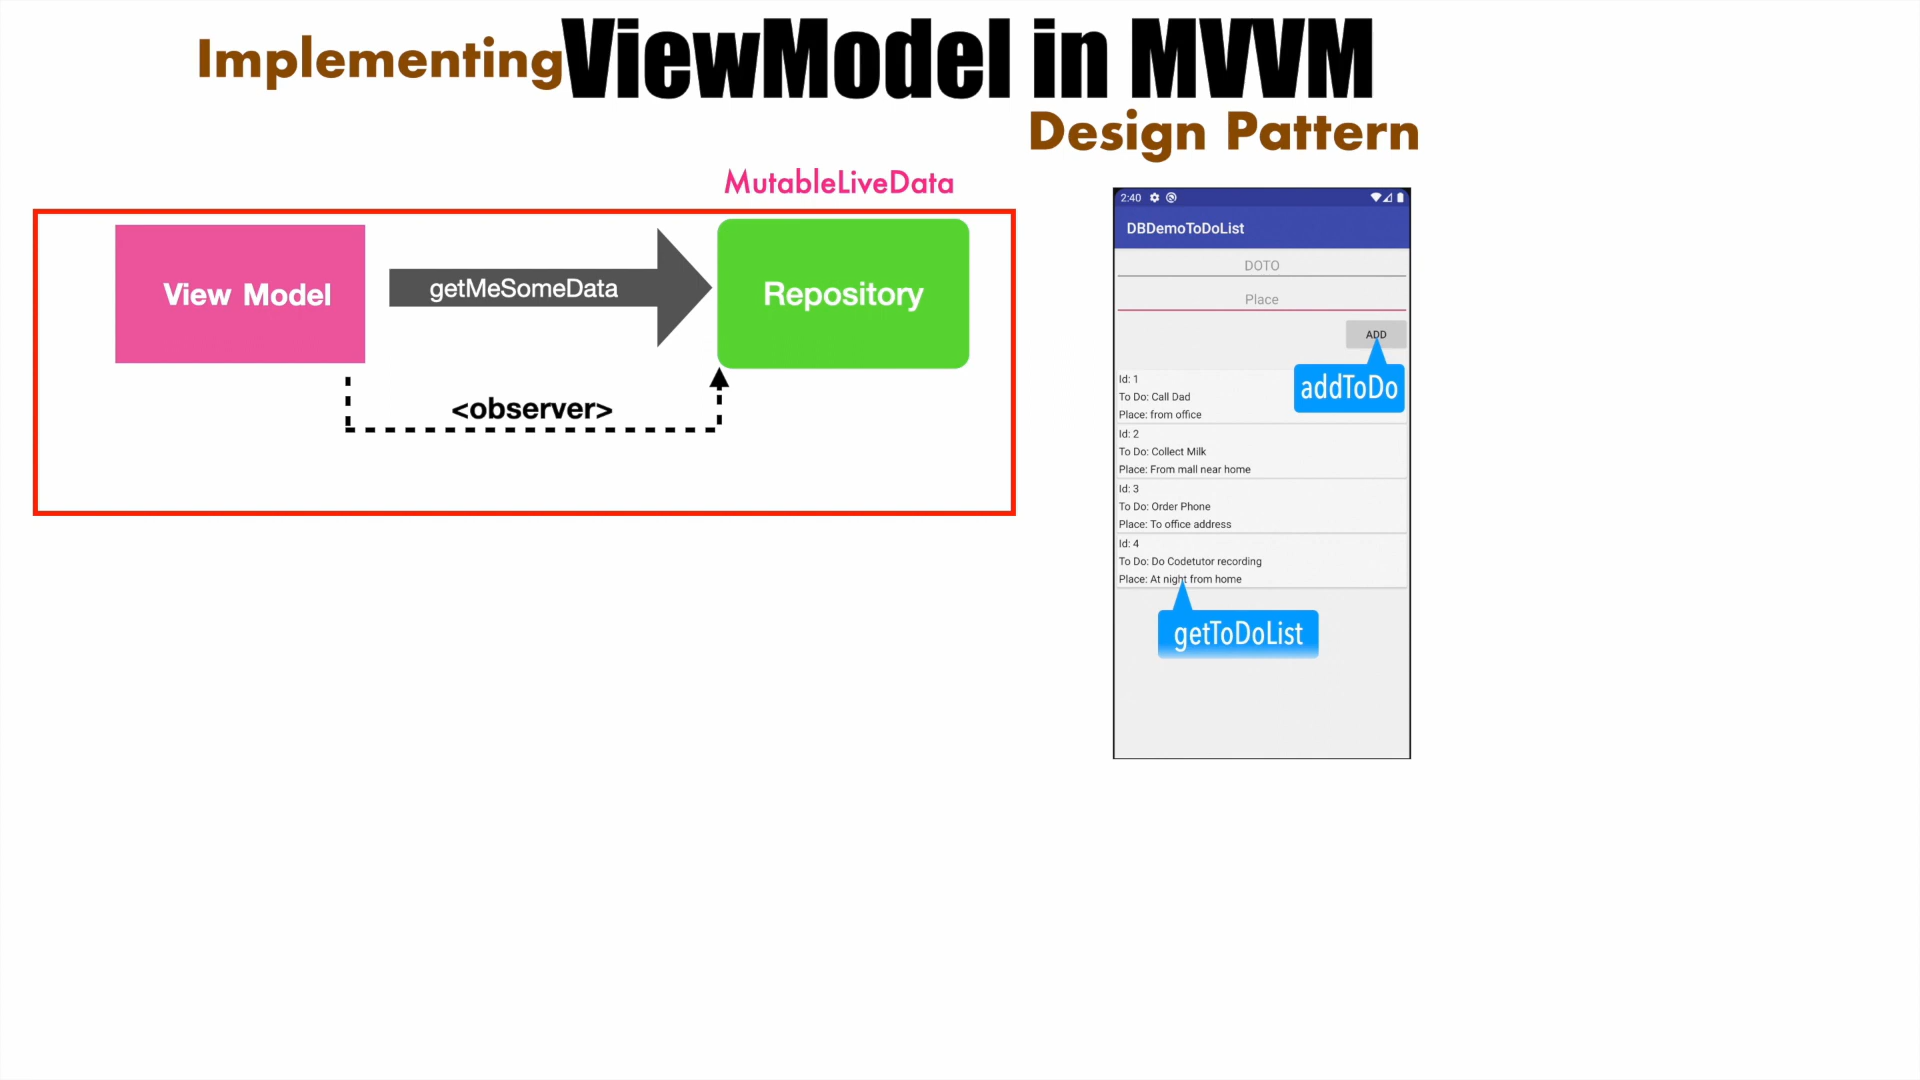 Implementing ViewModel in MVVM
Design Pattern
MutableLiveData
View Model
getMeSomeData
Repository
<observer>
2:40
DBDemoToDoList
DOTO
Place
ADD
addToDo
Id: 1
To Do: Call Dad
Place: from office
Id: 2
To Do: Collect Milk
Place: From mall near home
Id: 3
To Do: Order Phone
Place: To office address
Id: 4
To Do: Do Codetutor recording
Place: At night from home
getToDoList